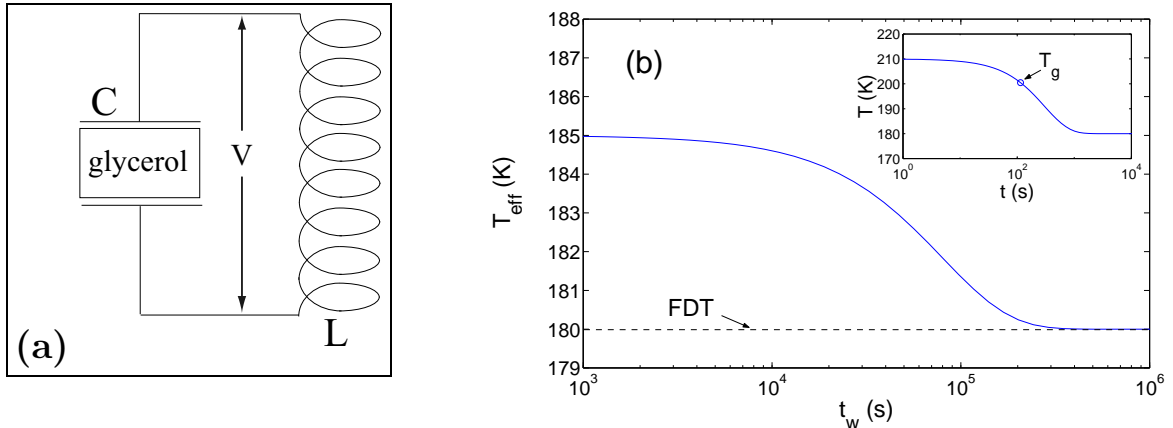 C
glycerol
V
L
(a)
(b)
T_eff (K)
188
187
186
185
184
183
182
181
180
179
FDT
10^3
10^4
10^5
10^6
t_w (s)
T (K)
210
200
190
180
170
T_g
10^0
10^2
10^4
t (s)